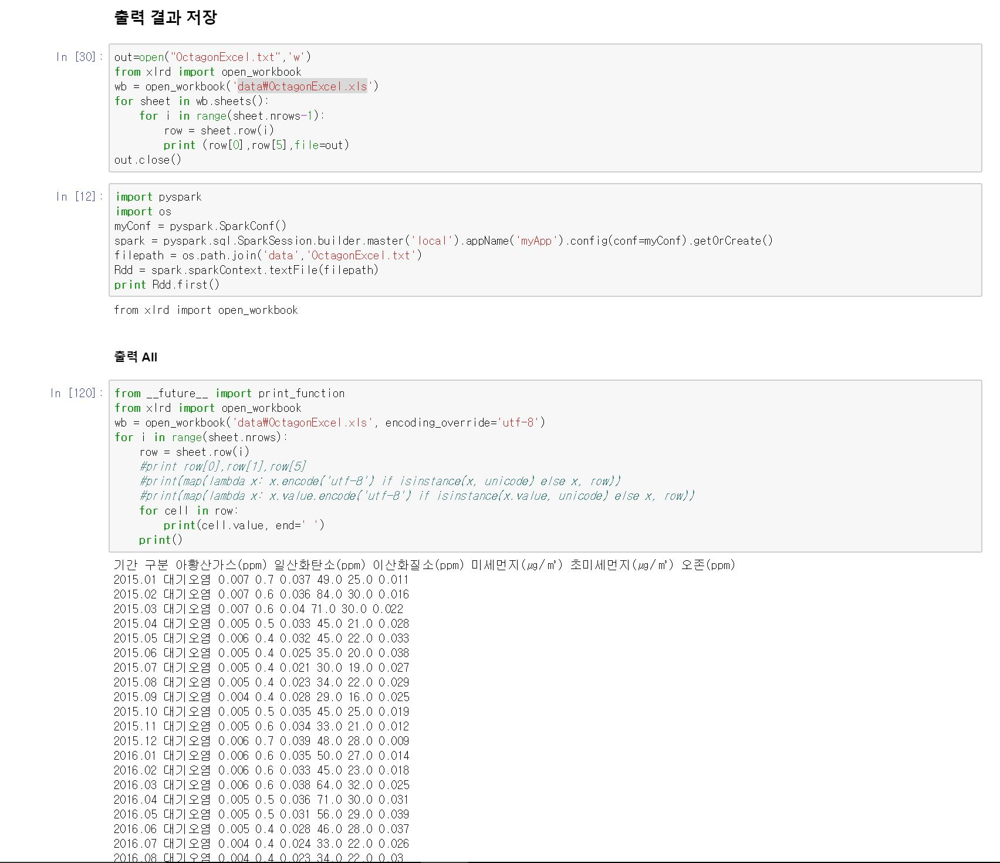 출력 결과 저장
In [30]:
out=open("OctagonExcel.txt",'w')
from xlrd import open_workbook
wb = open_workbook('data₩OctagonExcel.xls')
for sheet in wb.sheets():
    for i in range(sheet.nrows-1):
        row = sheet.row(i)
        print (row[0],row[5],file=out)
out.close()
In [12]:
import pyspark
import os
myConf = pyspark.SparkConf()
spark = pyspark.sql.SparkSession.builder.master('local').appName('myApp').config(conf=myConf).getOrCreate()
filepath = os.path.join('data','OctagonExcel.txt')
Rdd = spark.sparkContext.textFile(filepath)
print Rdd.first()
from xlrd import open_workbook
출력 All
In [120]:
from __future__ import print_function
from xlrd import open_workbook
wb = open_workbook('data₩OctagonExcel.xls', encoding_override='utf-8')
for i in range(sheet.nrows):
    row = sheet.row(i)
    #print row[0],row[1],row[5]
    #print(map(lambda x: x.encode('utf-8') if isinstance(x, unicode) else x, row))
    #print(map(lambda x: x.value.encode('utf-8') if isinstance(x.value, unicode) else x, row))
    for cell in row:
        print(cell.value, end=' ')
    print()
기간 구분 아황산가스(ppm) 일산화탄소(ppm) 이산화질소(ppm) 미세먼지(㎍/㎥) 초미세먼지(㎍/㎥) 오존(ppm)
2015.01 대기오염 0.007 0.7 0.037 49.0 25.0 0.011
2015.02 대기오염 0.007 0.6 0.036 84.0 30.0 0.016
2015.03 대기오염 0.007 0.6 0.04 71.0 30.0 0.022
2015.04 대기오염 0.005 0.5 0.033 45.0 21.0 0.028
2015.05 대기오염 0.006 0.4 0.032 45.0 22.0 0.033
2015.06 대기오염 0.005 0.4 0.025 35.0 20.0 0.038
2015.07 대기오염 0.005 0.4 0.021 30.0 19.0 0.027
2015.08 대기오염 0.005 0.4 0.023 34.0 22.0 0.029
2015.09 대기오염 0.004 0.4 0.028 29.0 16.0 0.025
2015.10 대기오염 0.005 0.5 0.035 45.0 25.0 0.019
2015.11 대기오염 0.005 0.6 0.034 33.0 21.0 0.012
2015.12 대기오염 0.006 0.7 0.039 48.0 28.0 0.009
2016.01 대기오염 0.006 0.6 0.035 50.0 27.0 0.014
2016.02 대기오염 0.006 0.6 0.033 45.0 23.0 0.018
2016.03 대기오염 0.006 0.6 0.038 64.0 32.0 0.025
2016.04 대기오염 0.005 0.5 0.036 71.0 30.0 0.031
2016.05 대기오염 0.005 0.5 0.031 56.0 29.0 0.039
2016.06 대기오염 0.005 0.4 0.028 46.0 28.0 0.037
2016.07 대기오염 0.004 0.4 0.024 33.0 22.0 0.026
2016.08 대기오염 0.004 0.4 0.023 34.0 22.0 0.03